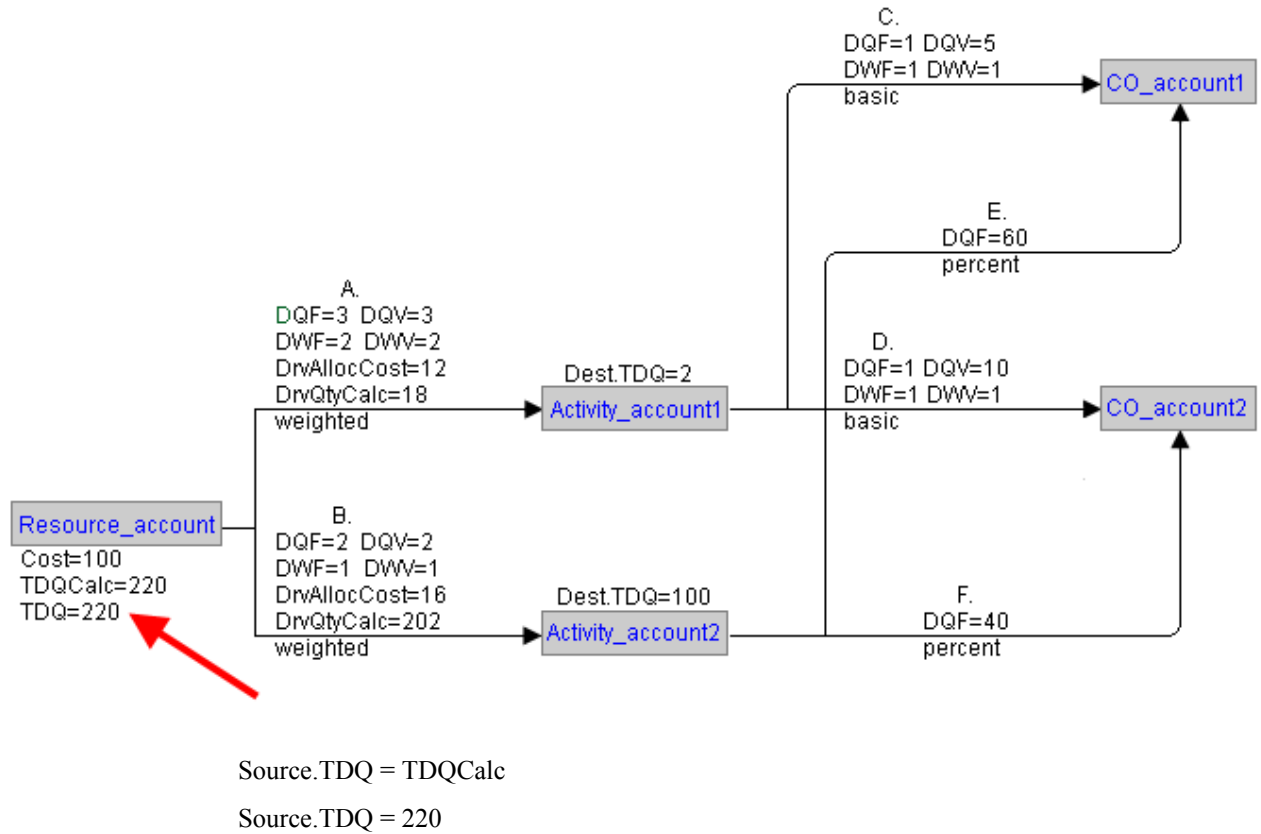 C.
DQF=1 DQV=5
DWF=1 DWV=1
basic
CO_account1
E.
DQF=60
percent
A.
DQF=3 DQV=3
DWF=2 DWV=2
DrvAllocCost=12
DrvQtyCalc=18
weighted
Dest.TDQ=2
Activity_account1
D.
DQF=1 DQV=10
DWF=1 DWV=1
basic
CO_account2
Resource_account
Cost=100
TDQCalc=220
TDQ=220
B.
DQF=2 DQV=2
DWF=1 DWV=1
DrvAllocCost=16
DrvQtyCalc=202
weighted
Dest.TDQ=100
Activity_account2
F.
DQF=40
percent
Source.TDQ = TDQCalc
Source.TDQ = 220